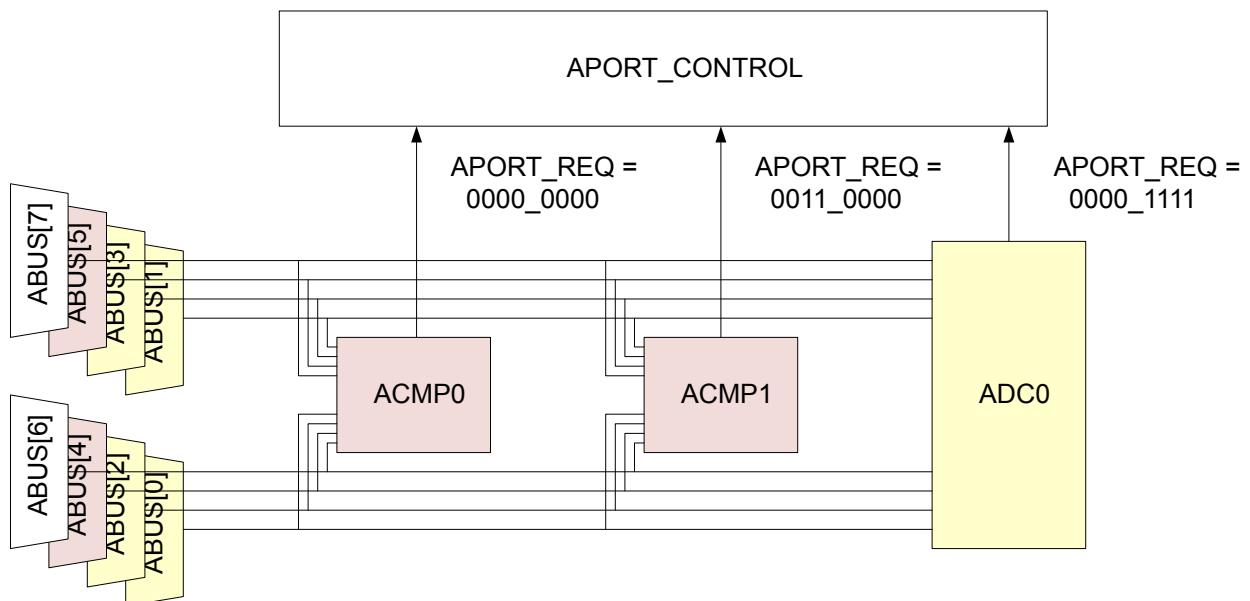 APORT_CONTROL
APORT_REQ =
0000_0000
APORT_REQ =
0011_0000
APORT_REQ =
0000_1111
ABUS[7]
ABUS[5]
ABUS[3]
ABUS[1]
ACMP0
ACMP1
ADC0
ABUS[6]
ABUS[4]
ABUS[2]
ABUS[0]